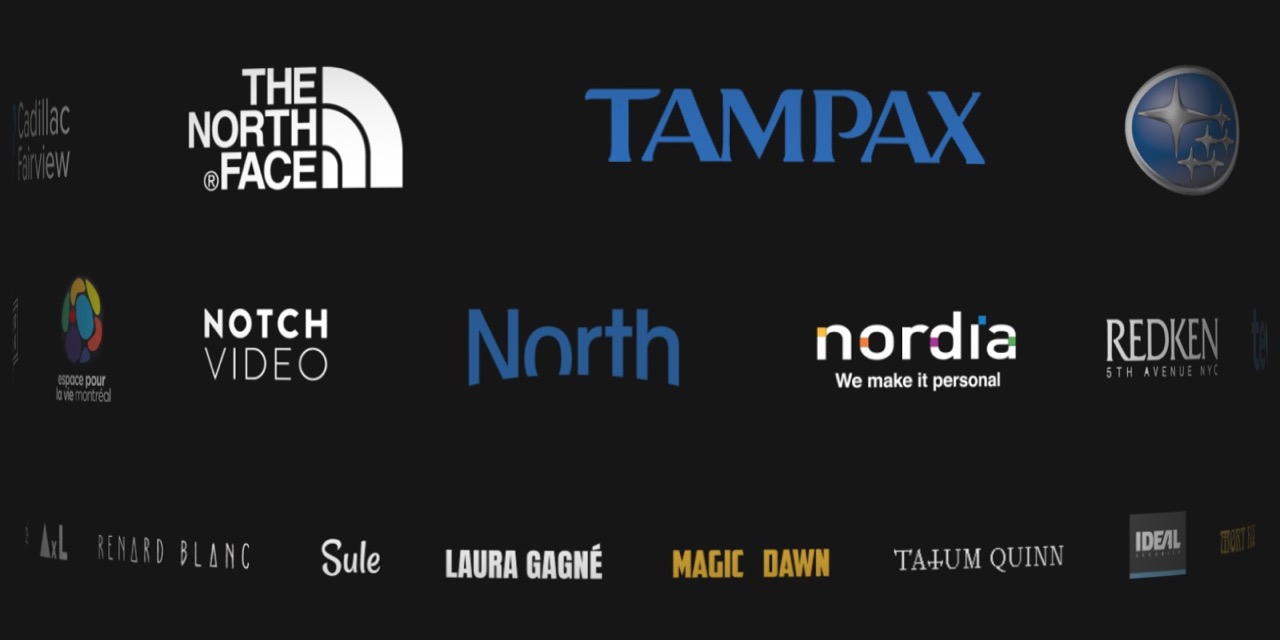 Cadillac
Fairview
THE
NORTH
®FACE
TAMPAX
espace pour
la vie montréal
NOTCH
VIDEO
North
nordia
We make it personal
REDKEN
5TH AVENUE NYC
AxL
RENARD BLANC
Sule
LAURA GAGNÉ
MAGIC DAWN
TATUM QUINN
IDEAL